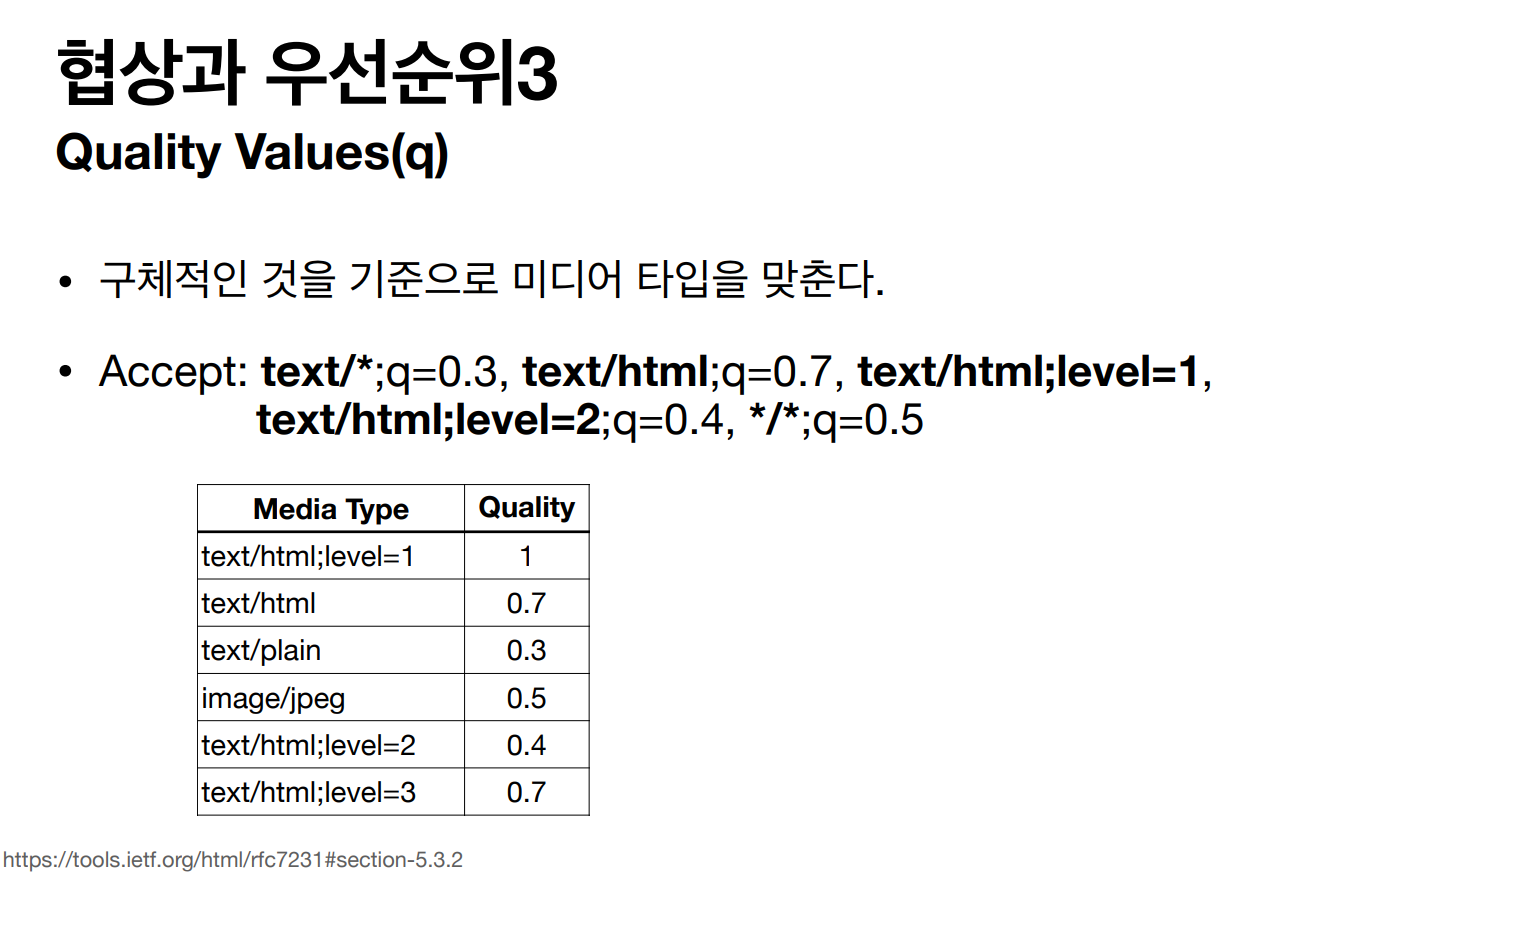 협상과 우선순위3
Quality Values(q)
• 구체적인 것을 기준으로 미디어 타입을 맞춘다.
• Accept: text/*;q=0.3, text/html;q=0.7, text/html;level=1,
text/html;level=2;q=0.4, */*;q=0.5
Media Type Quality
text/html;level=1 1
text/html 0.7
text/plain 0.3
image/jpeg 0.5
text/html;level=2 0.4
text/html;level=3 0.7
https://tools.ietf.org/html/rfc7231#section-5.3.2